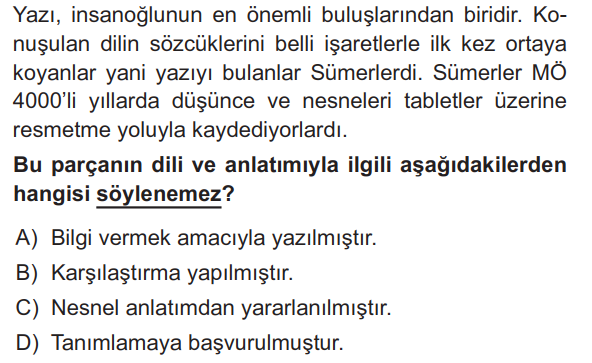 Yazı, insanoğlunun en önemli buluşlarından biridir. Ko-
nuşulan dilin sözcüklerini belli işaretlerle ilk kez ortaya
koyanlar yani yazıyı bulanlar Sümerlerdi. Sümerler MÖ
4000’li yıllarda düşünce ve nesneleri tabletler üzerine
resmetme yoluyla kaydediyorlardı.
Bu parçanın dili ve anlatımıyla ilgili aşağıdakilerden
hangisi söylenemez?
A) Bilgi vermek amacıyla yazılmıştır.
B) Karşılaştırma yapılmıştır.
C) Nesnel anlatımdan yararlanılmıştır.
D) Tanımlamaya başvurulmuştur.